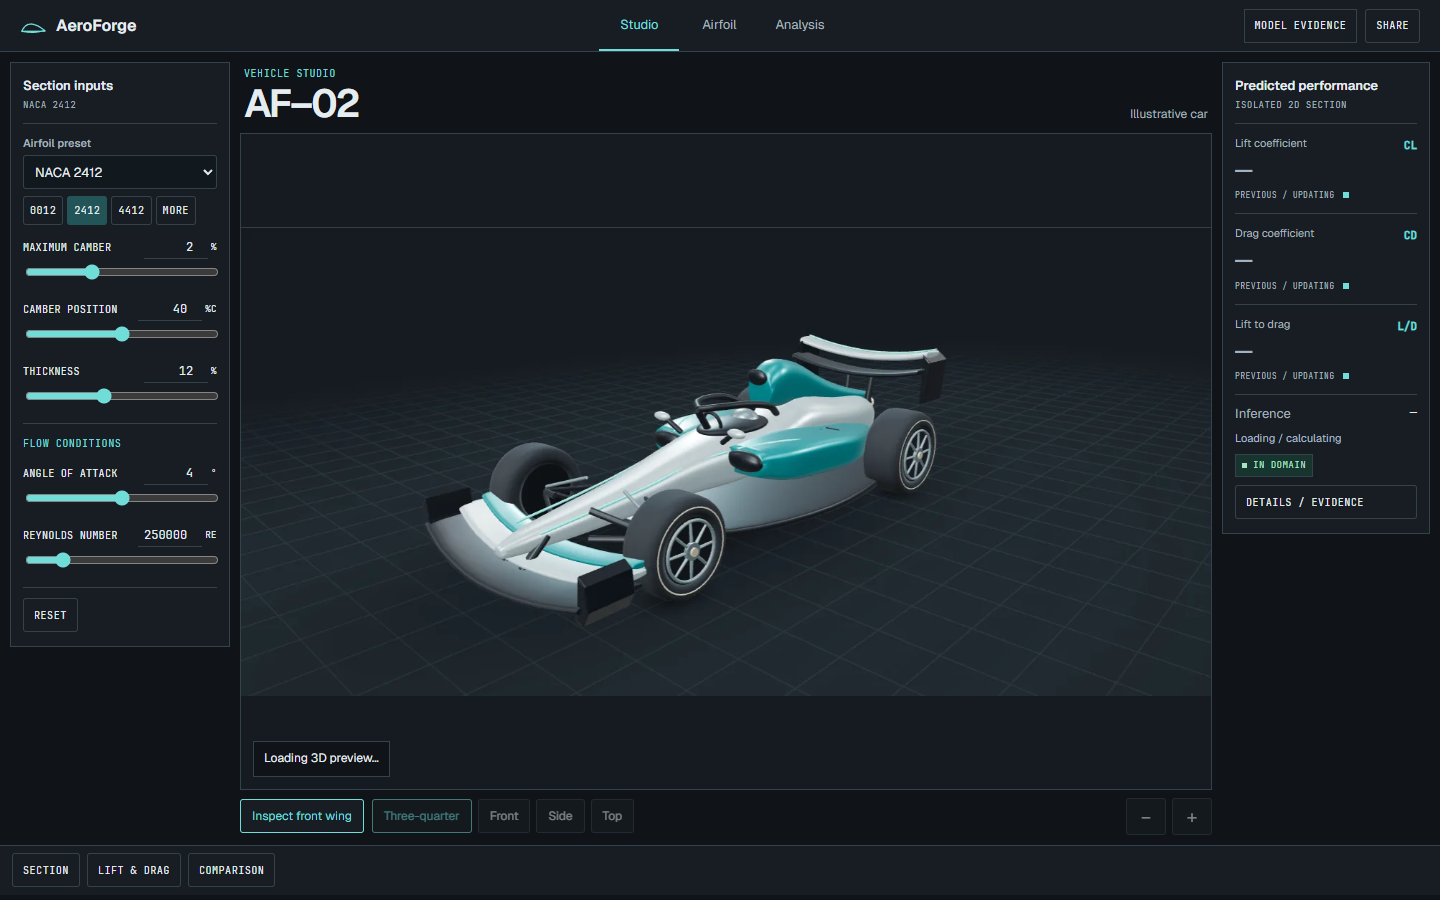 AeroForge
Studio
Airfoil
Analysis
MODEL EVIDENCE
SHARE
Section inputs
NACA 2412
Airfoil preset
NACA 2412
0012 2412 4412 MORE
MAXIMUM CAMBER 2 %
CAMBER POSITION 40 %C
THICKNESS 12 %
FLOW CONDITIONS
ANGLE OF ATTACK 4 °
REYNOLDS NUMBER 250000 RE
RESET
VEHICLE STUDIO
AF—02
Illustrative car
Loading 3D preview…
Inspect front wing
Three-quarter
Front
Side
Top
− +
Predicted performance
ISOLATED 2D SECTION
Lift coefficient CL
—
PREVIOUS / UPDATING
Drag coefficient CD
—
PREVIOUS / UPDATING
Lift to drag L/D
—
PREVIOUS / UPDATING
Inference —
Loading / calculating
IN DOMAIN
DETAILS / EVIDENCE
SECTION
LIFT & DRAG
COMPARISON